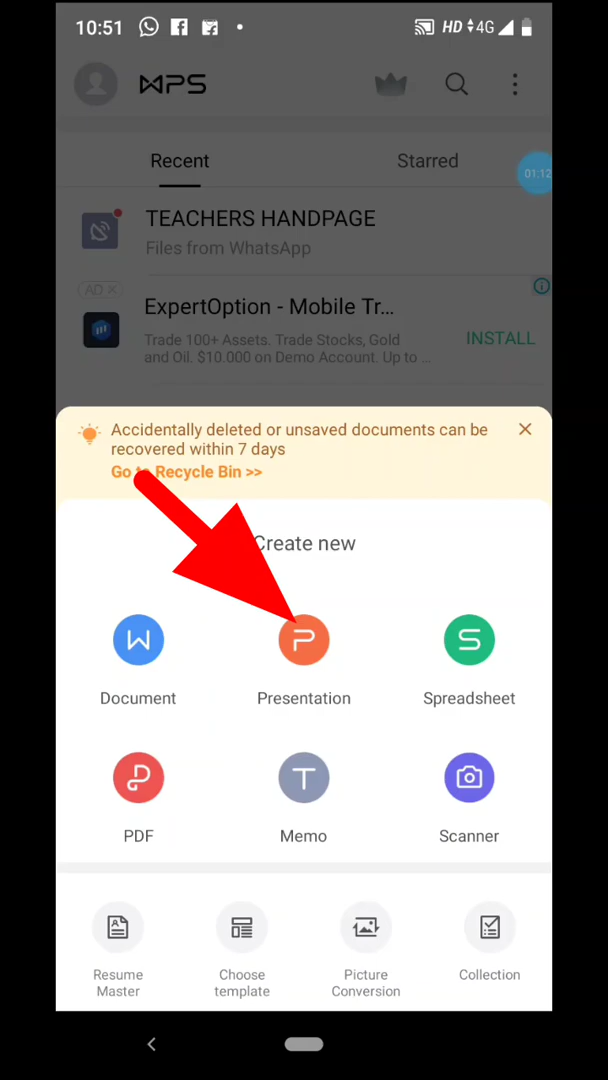 10:51 HD 4G
WPS
Recent Starred
01:12
TEACHERS HANDPAGE
Files from WhatsApp
AD X
ExpertOption - Mobile Tr...
Trade 100+ Assets. Trade Stocks, Gold
and Oil. $10.000 on Demo Account. Up to ...
INSTALL
Accidentally deleted or unsaved documents can be
recovered within 7 days
Go to Recycle Bin >>
Create new
Document Presentation Spreadsheet
PDF Memo Scanner
Resume Choose Picture Collection
Master template Conversion